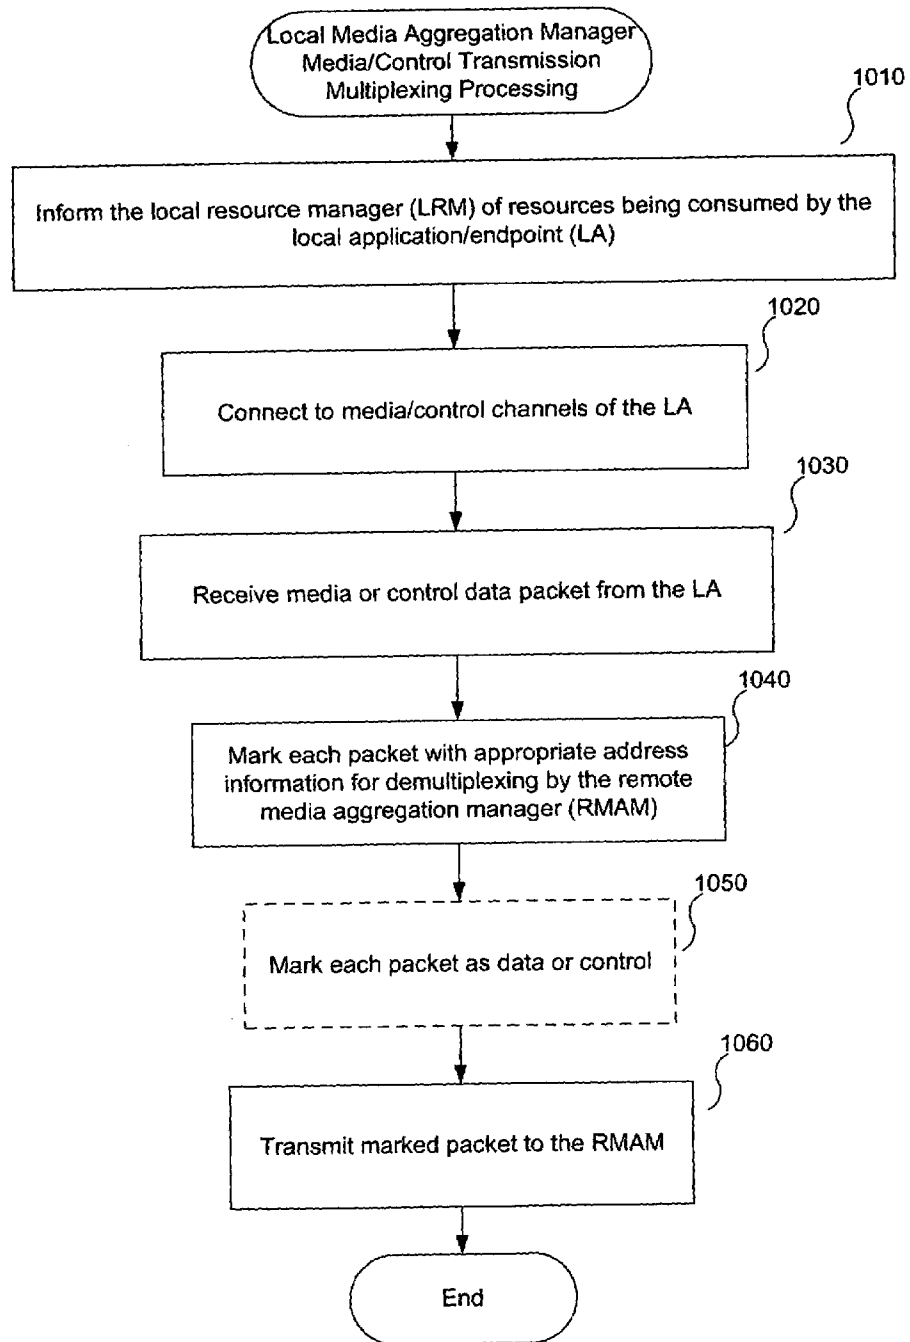 Local Media Aggregation Manager
Media/Control Transmission
Multiplexing Processing
1010
Inform the local resource manager (LRM) of resources being consumed by the
local application/endpoint (LA)
1020
Connect to media/control channels of the LA
1030
Receive media or control data packet from the LA
1040
Mark each packet with appropriate address
information for demultiplexing by the remote
media aggregation manager (RMAM)
1050
Mark each packet as data or control
1060
Transmit marked packet to the RMAM
End